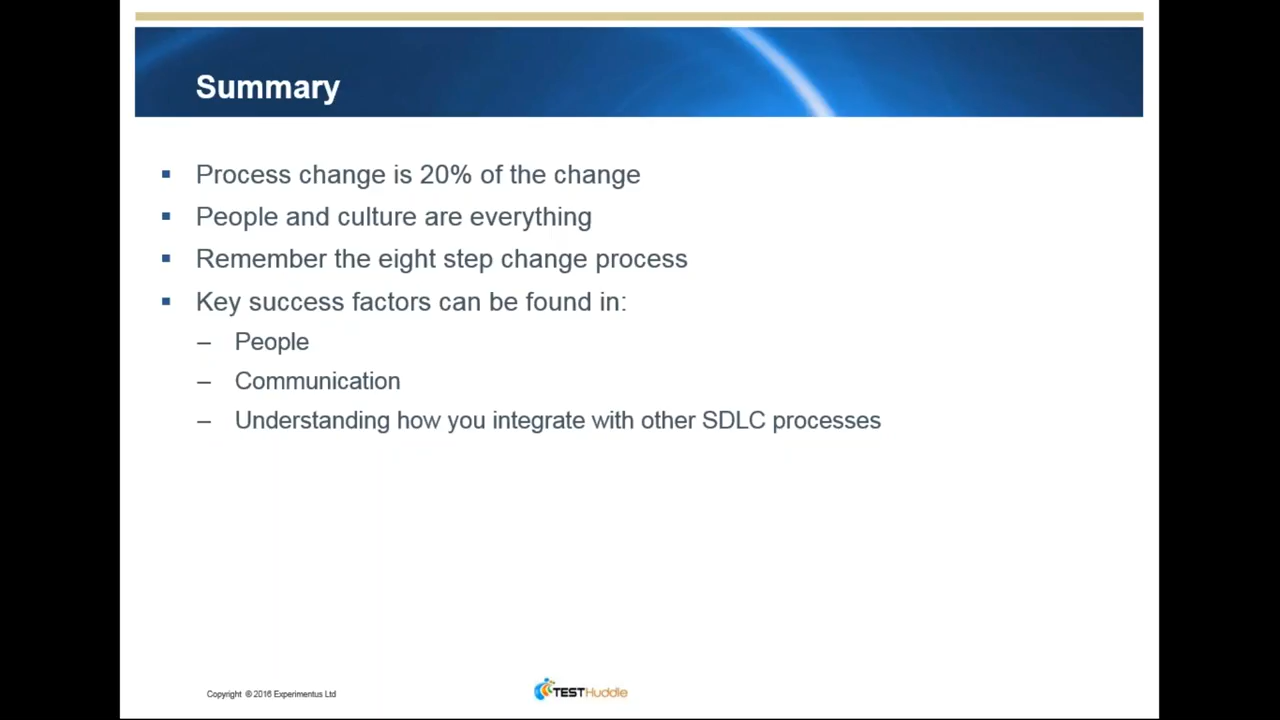 Summary
▪ Process change is 20% of the change
▪ People and culture are everything
▪ Remember the eight step change process
▪ Key success factors can be found in:
– People
– Communication
– Understanding how you integrate with other SDLC processes
Copyright ® 2016 Experimentus Ltd
TESTHuddle